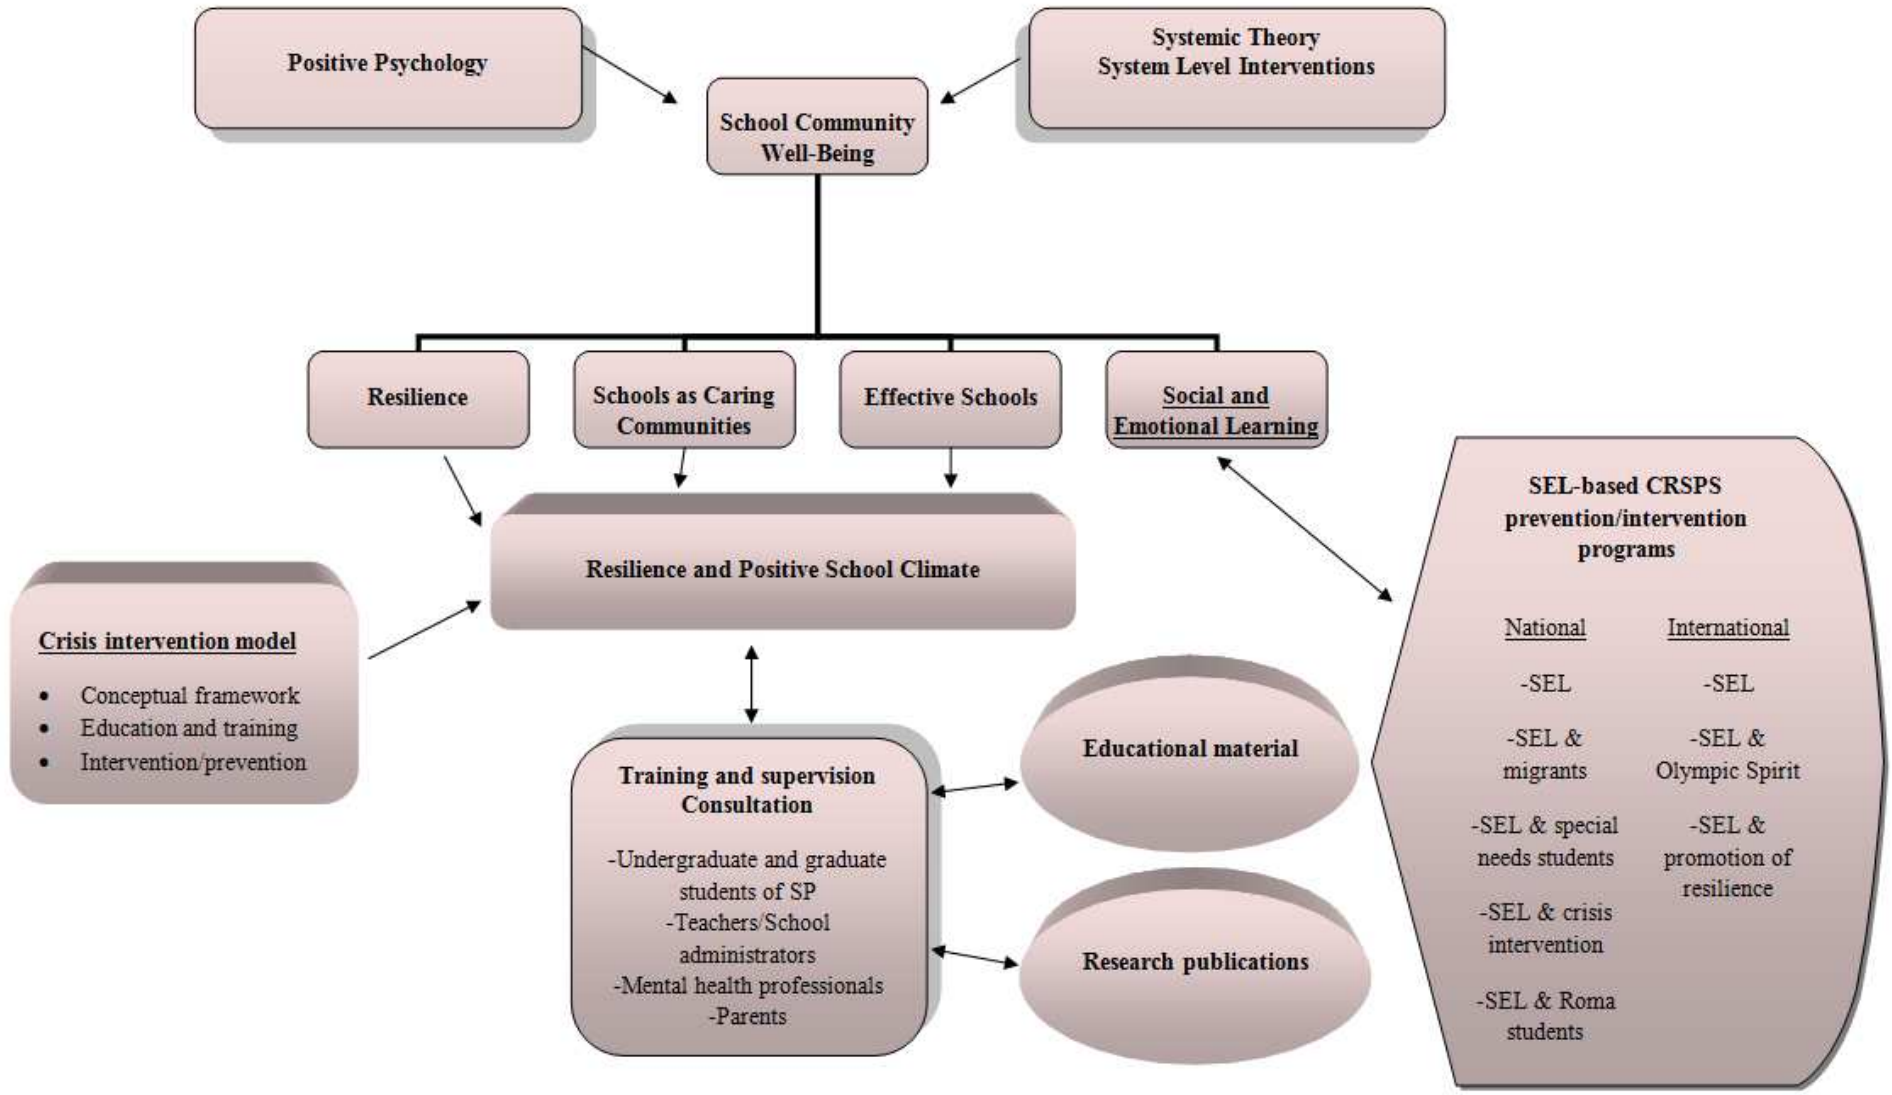 Positive Psychology
Systemic Theory
System Level Interventions
School Community
Well-Being
Resilience
Schools as Caring
Communities
Effective Schools
Social and
Emotional Learning
Resilience and Positive School Climate
Crisis intervention model
• Conceptual framework
• Education and training
• Intervention/prevention
Training and supervision
Consultation
-Undergraduate and graduate
students of SP
-Teachers/School
administrators
-Mental health professionals
-Parents
Educational material
Research publications
SEL-based CRSPS
prevention/intervention
programs
National
-SEL
-SEL &
migrants
-SEL & special
needs students
-SEL & crisis
intervention
-SEL & Roma
students
International
-SEL
-SEL &
Olympic Spirit
-SEL &
promotion of
resilience